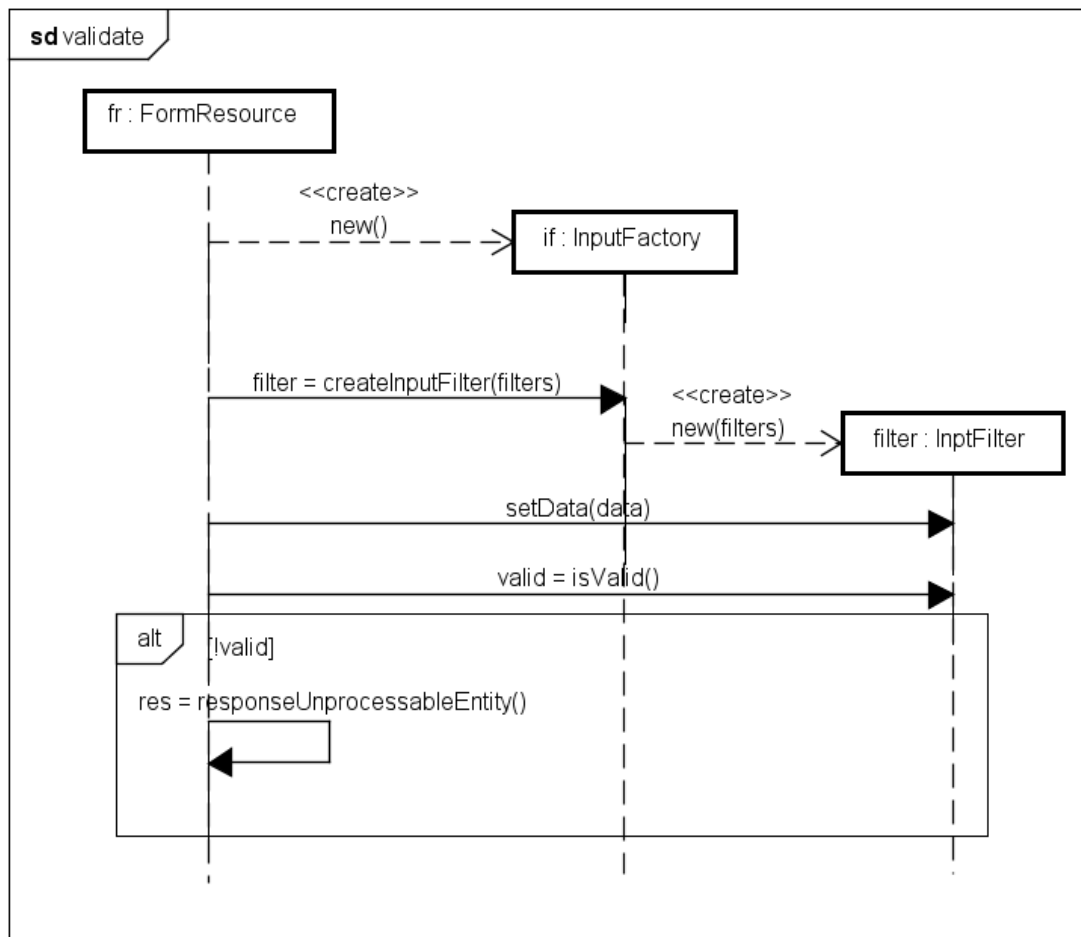 sd validate
fr : FormResource
<<create>>
new()
if : InputFactory
filter = createInputFilter(filters)
<<create>>
new(filters)
filter : InptFilter
setData(data)
valid = isValid()
alt
[!valid]
res = responseUnprocessableEntity()